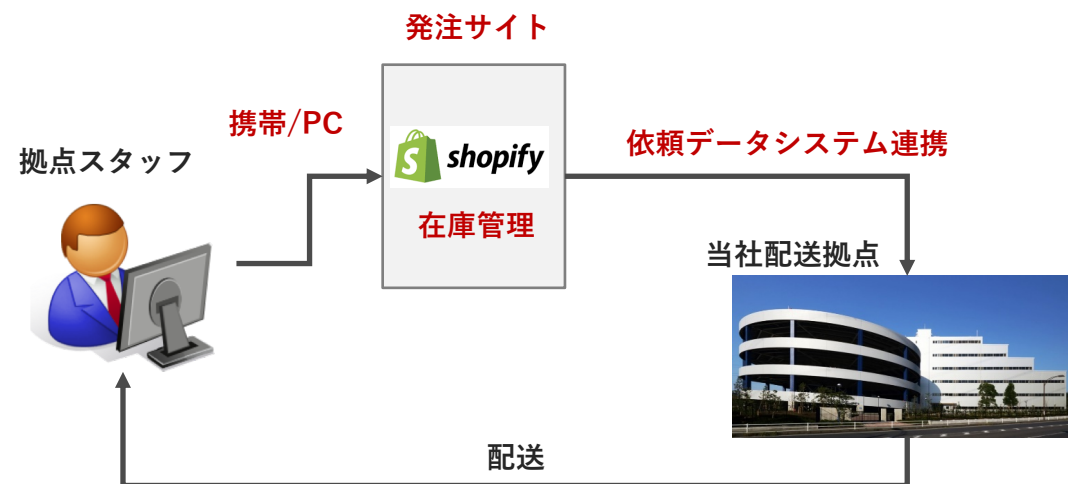 発注サイト
携帯/PC
拠点スタッフ
shopify
在庫管理
依頼データシステム連携
当社配送拠点
配送